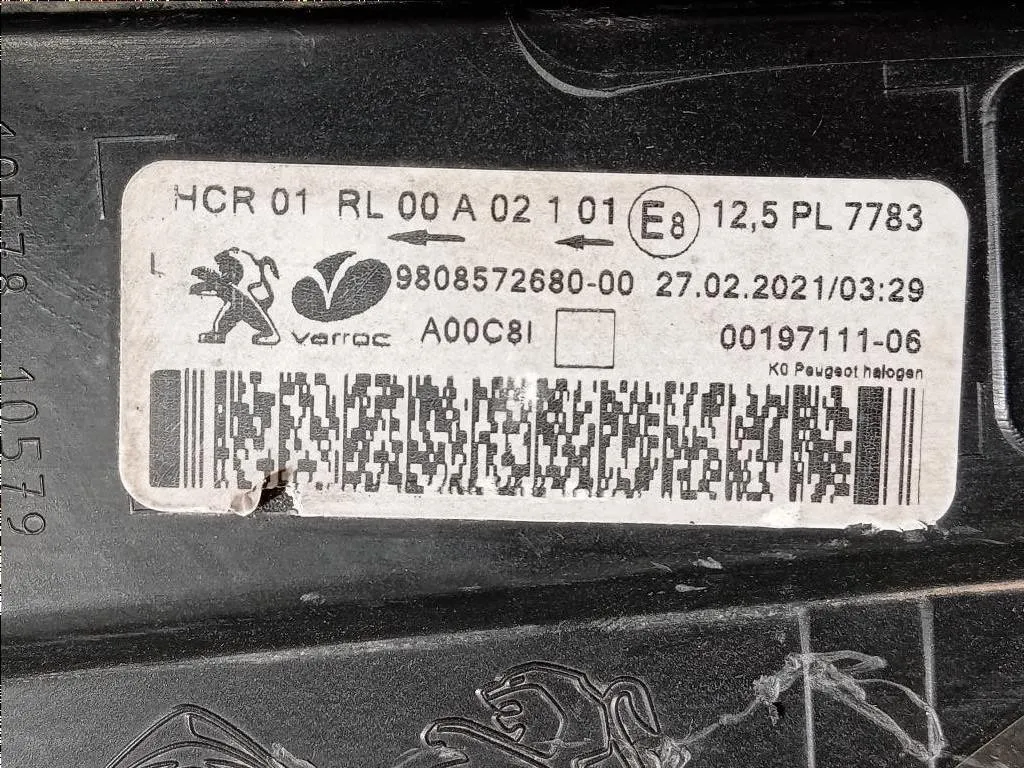 HCR 01 RL 00 A 02 1 01 E8 12,5 PL 7783
L 9808572680-00 27.02.2021/03:29
varroc A00C8I 00197111-06
K0 Peugeot halogen
10578 10579